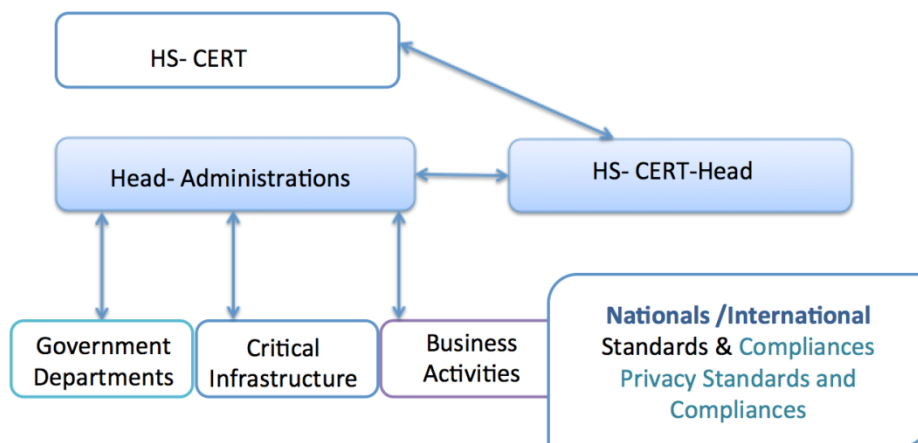 HS- CERT
Head- Administrations
HS- CERT-Head
Government
Departments
Critical
Infrastructure
Business
Activities
Nationals /International
Standards & Compliances
Privacy Standards and
Compliances